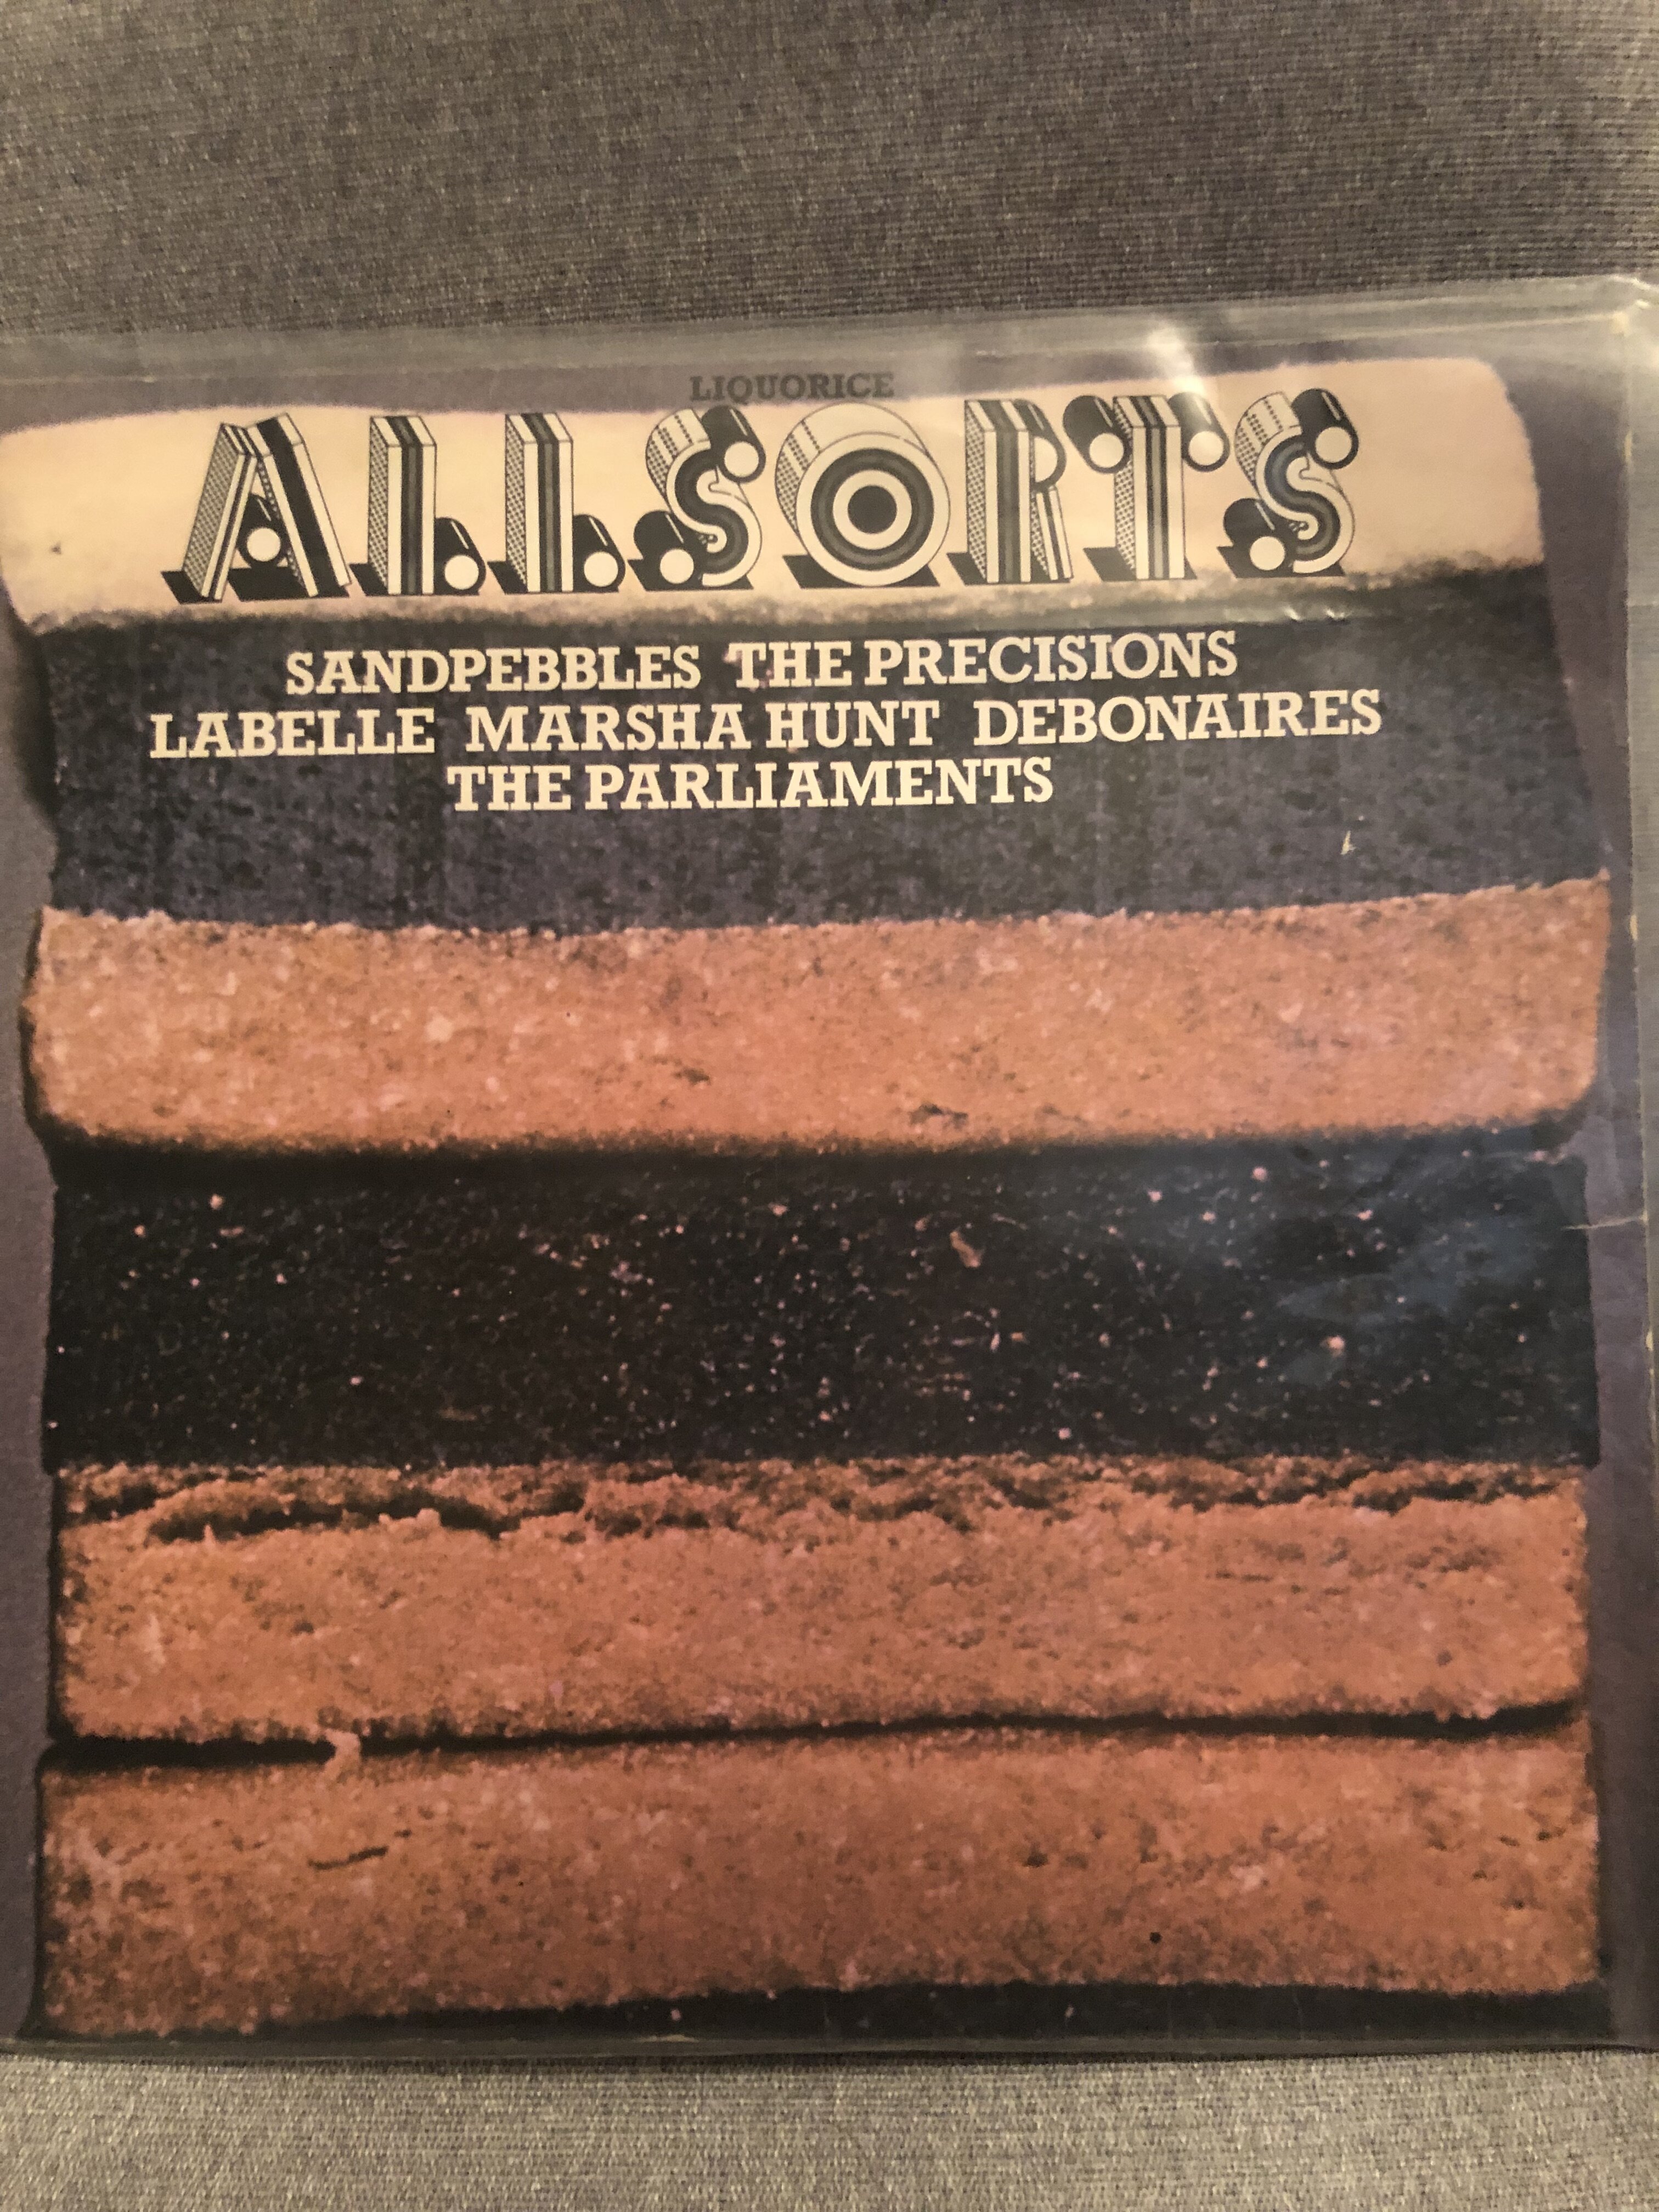 LIQUORICE
ALLSORTS
SANDPEBBLES THE PRECISIONS
LABELLE MARSHA HUNT DEBONAIRES
THE PARLIAMENTS